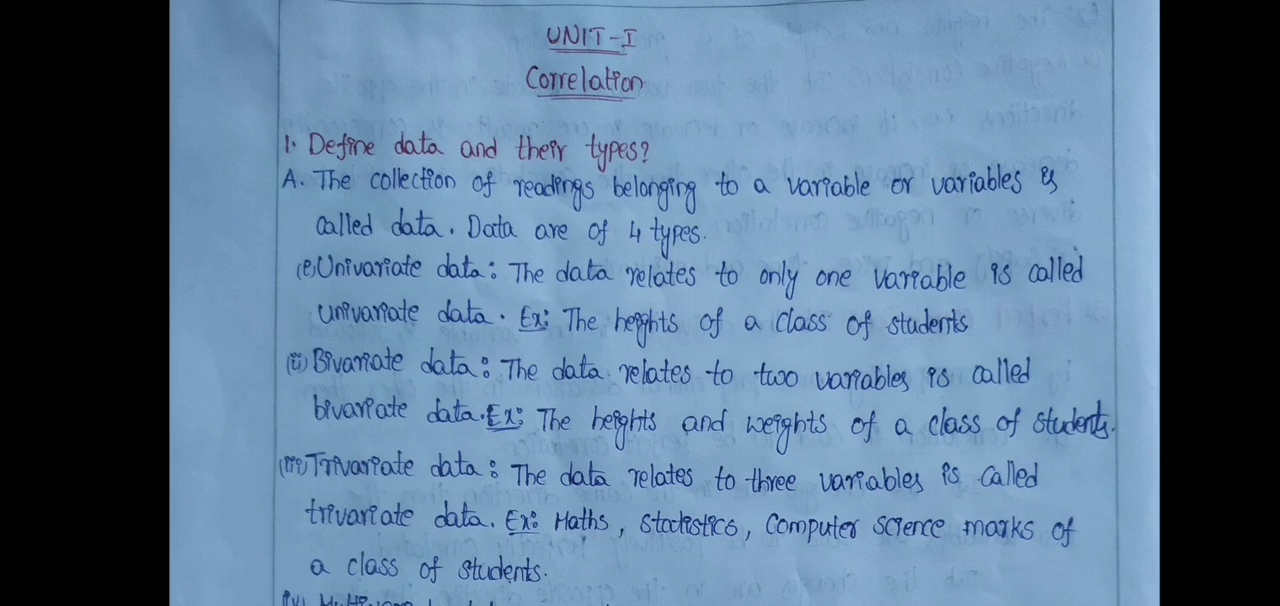 UNIT-I
Correlation
1. Define data and their types?
A. The collection of readings belonging to a variable or variables is
called data. Data are of 4 types.
(i) Univariate data: The data relates to only one variable is called
univariate data. Ex: The heights of a class of students
(ii) Bivariate data: The data relates to two variables is called
bivariate data. Ex: The heights and weights of a class of students.
(iii) Trivariate data: The data relates to three variables is called
trivariate data. Ex: Maths, Statistics, Computer science marks of
a class of students.